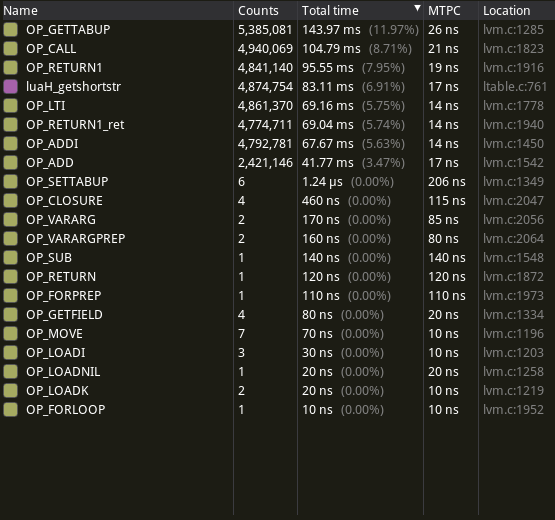 Name Counts Total time ▼ MTPC Location
OP_GETTABUP 5,385,081 143.97 ms (11.97%) 26 ns lvm.c:1285
OP_CALL 4,940,069 104.79 ms (8.71%) 21 ns lvm.c:1823
OP_RETURN1 4,841,140 95.55 ms (7.95%) 19 ns lvm.c:1916
luaH_getshortstr 4,874,754 83.11 ms (6.91%) 17 ns ltable.c:761
OP_LTI 4,861,370 69.16 ms (5.75%) 14 ns lvm.c:1778
OP_RETURN1_ret 4,774,711 69.04 ms (5.74%) 14 ns lvm.c:1940
OP_ADDI 4,792,781 67.67 ms (5.63%) 14 ns lvm.c:1450
OP_ADD 2,421,146 41.77 ms (3.47%) 17 ns lvm.c:1542
OP_SETTABUP 6 1.24 µs (0.00%) 206 ns lvm.c:1349
OP_CLOSURE 4 460 ns (0.00%) 115 ns lvm.c:2047
OP_VARARG 2 170 ns (0.00%) 85 ns lvm.c:2056
OP_VARARGPREP 2 160 ns (0.00%) 80 ns lvm.c:2064
OP_SUB 1 140 ns (0.00%) 140 ns lvm.c:1548
OP_RETURN 1 120 ns (0.00%) 120 ns lvm.c:1872
OP_FORPREP 1 110 ns (0.00%) 110 ns lvm.c:1973
OP_GETFIELD 4 80 ns (0.00%) 20 ns lvm.c:1334
OP_MOVE 7 70 ns (0.00%) 10 ns lvm.c:1196
OP_LOADI 3 30 ns (0.00%) 10 ns lvm.c:1203
OP_LOADNIL 1 20 ns (0.00%) 20 ns lvm.c:1258
OP_LOADK 2 20 ns (0.00%) 10 ns lvm.c:1219
OP_FORLOOP 1 10 ns (0.00%) 10 ns lvm.c:1952